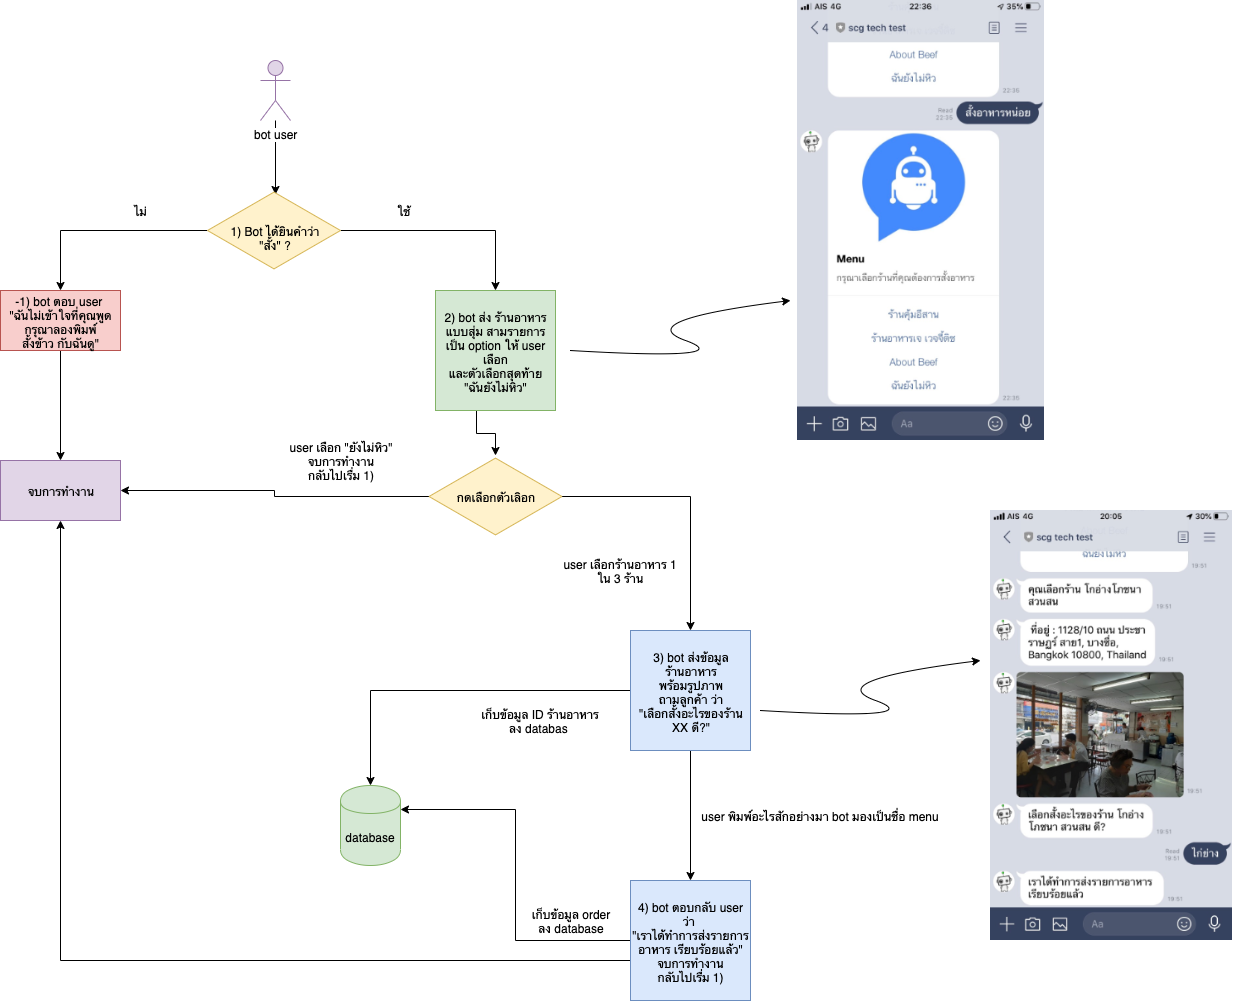 bot user
ไม่
ใช้
1) Bot ได้ยินคำว่า
"สั้ง" ?
-1) bot ตอบ user
"ฉันไม่เข้าใจที่คุณพูด
กรุณาลองพิมพ์
สั้งข้าว กับฉันดู"
2) bot ส่ง ร้านอาหาร
แบบสุ่ม สามรายการ
เป็น option ให้ user
เลือก
และตัวเลือกสุดท้าย
"ฉันยังไม่หิว"
user เลือก "ยังไม่หิว"
จบการทำงาน
กลับไปเริ่ม 1)
จบการทำงาน
กดเลือกตัวเลือก
user เลือกร้านอาหาร 1
ใน 3 ร้าน
3) bot ส่งข้อมูล
ร้านอาหาร
พร้อมรูปภาพ
ถามลูกค้า ว่า
"เลือกสั้งอะไรของร้าน
XX ดี?"
เก็บข้อมูล ID ร้านอาหาร
ลง databas
database
user พิมพ์อะไรสักอย่างมา bot มองเป็นชื่อ menu
เก็บข้อมูล order
ลง database
4) bot ตอบกลับ user
ว่า
"เราได้ทำการส่งรายการ
อาหาร เรียบร้อยแล้ว"
จบการทำงาน
กลับไปเริ่ม 1)
AIS 4G
22:36
35%
4
scg tech test
About Beef
ฉันยังไม่หิว
22:35
Read
22:35
สั้งอาหารหน่อย
Menu
กรุณาเลือกร้านที่คุณต้องการสั้งอาหาร
ร้านคุ้มอีสาน
ร้านอาหารเจ เวจจี้ดิช
About Beef
ฉันยังไม่หิว
22:35
Aa
AIS 4G
20:05
30%
scg tech test
ฉันยังไม่หิว
19:51
คุณเลือกร้าน โกอ่างโภชนา
สวนสน
19:51
ที่อยู่ : 1128/10 ถนน ประชา
ราษฎร์ สาย1, บางซื่อ,
Bangkok 10800, Thailand
19:51
19:51
เลือกสั้งอะไรของร้าน โกอ่าง
โภชนา สวนสน ดี?
19:51
Read
19:51
ไก่ย่าง
เราได้ทำการส่งรายการอาหาร
เรียบร้อยแล้ว
19:51
Aa